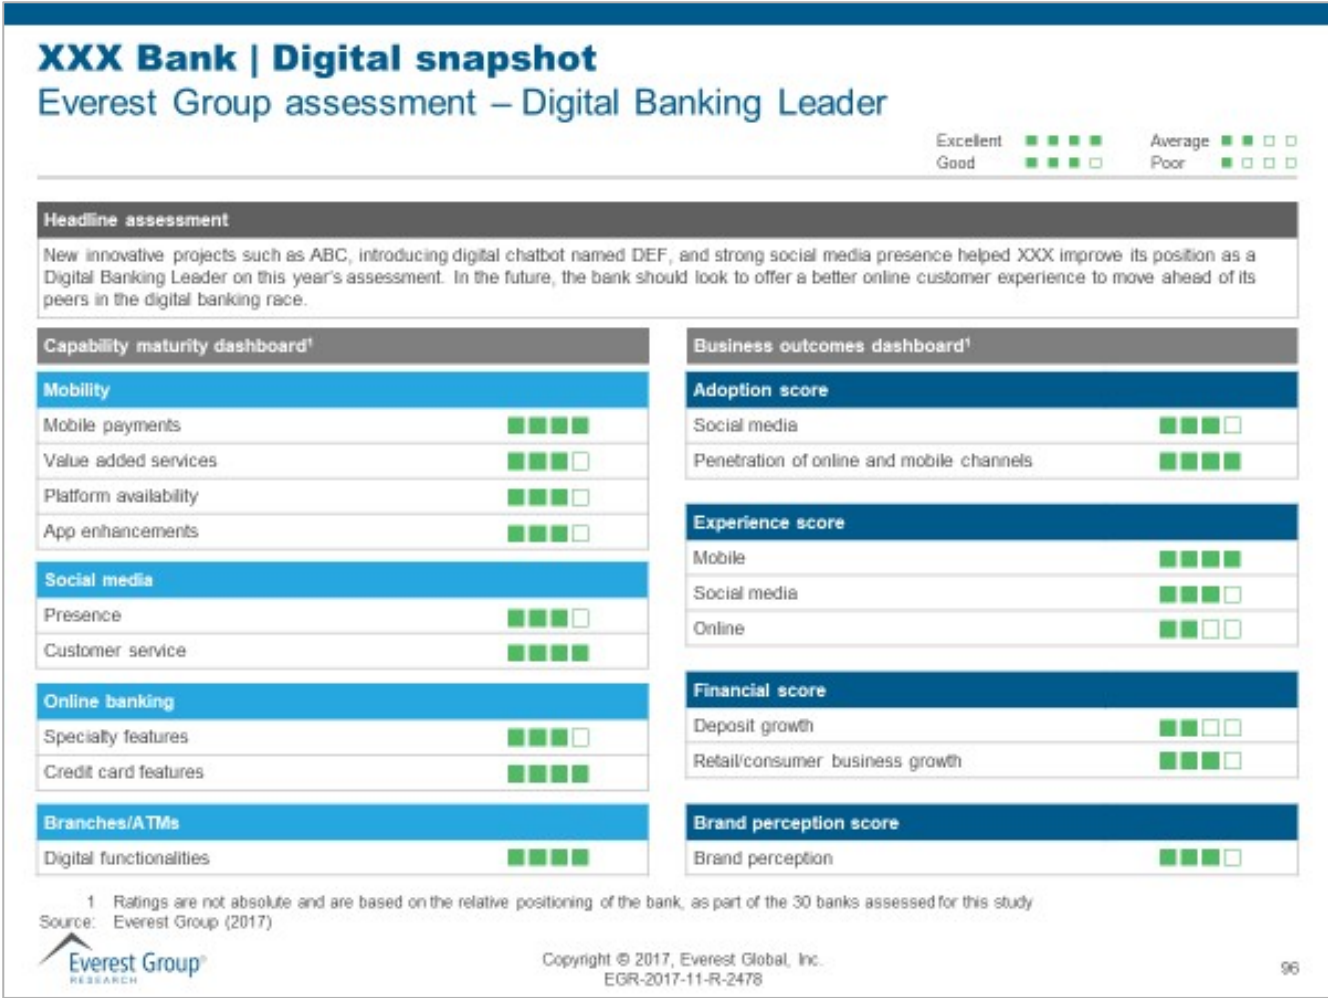 XXX Bank | Digital snapshot
Everest Group assessment – Digital Banking Leader
Excellent
Average
Good
Poor
Headline assessment
New innovative projects such as ABC, introducing digital chatbot named DEF, and strong social media presence helped XXX improve its position as a
Digital Banking Leader on this year's assessment. In the future, the bank should look to offer a better online customer experience to move ahead of its
peers in the digital banking race.
Capability maturity dashboard¹
Mobility
Mobile payments
Value added services
Platform availability
App enhancements
Social media
Presence
Customer service
Online banking
Specialty features
Credit card features
Branches/ATMs
Digital functionalities
Business outcomes dashboard¹
Adoption score
Social media
Penetration of online and mobile channels
Experience score
Mobile
Social media
Online
Financial score
Deposit growth
Retail/consumer business growth
Brand perception score
Brand perception
1 Ratings are not absolute and are based on the relative positioning of the bank, as part of the 30 banks assessed for this study
Source: Everest Group (2017)
Everest Group®
RESEARCH
Copyright © 2017, Everest Global, Inc.
EGR-2017-11-R-2478
96